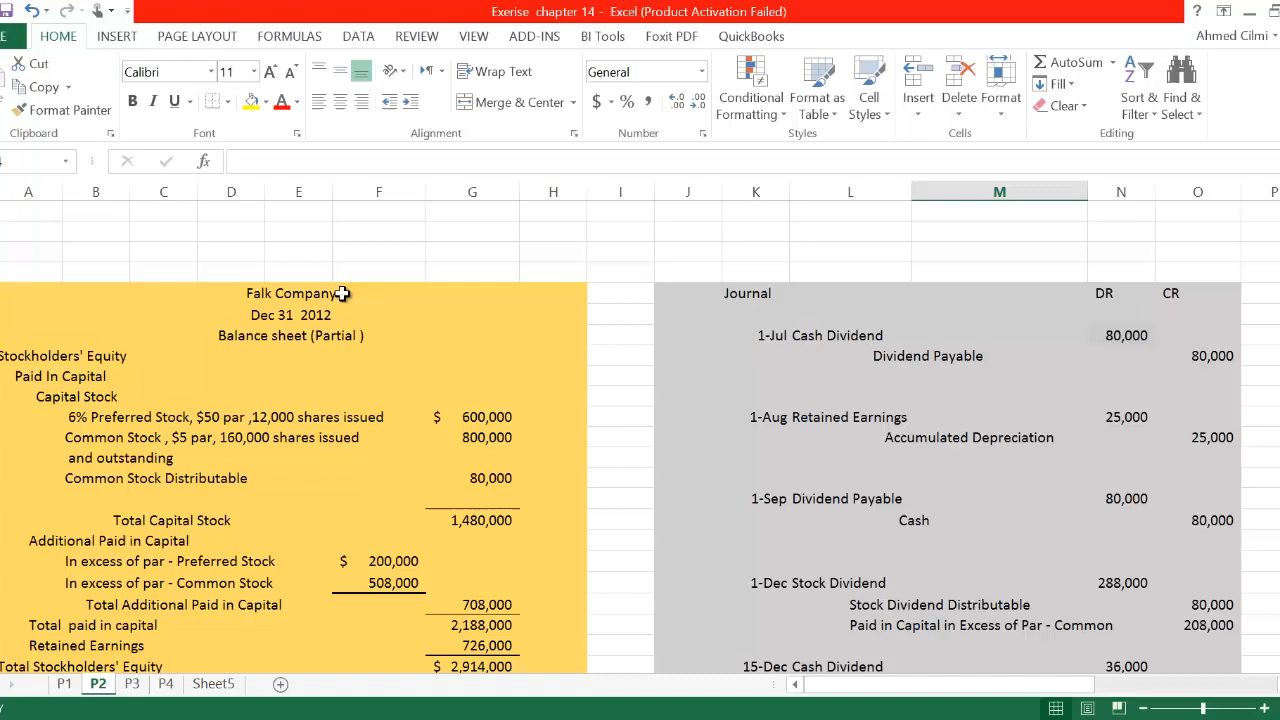 Exerise chapter 14 - Excel (Product Activation Failed)
?
E HOME INSERT PAGE LAYOUT FORMULAS DATA REVIEW VIEW ADD-INS BI Tools Foxit PDF QuickBooks Ahmed Cilmi
Cut
Copy
Format Painter
Clipboard
Calibri 11
B I U
Font
Wrap Text
Merge & Center
Alignment
General
$ %
Number
Conditional Formatting
Format as Table
Cell Styles
Styles
Insert Delete Format
Cells
AutoSum
Fill
Clear
Sort & Filter
Find & Select
Editing
fx
A B C D E F G H I J K L M N O P
Falk Company
Dec 31 2012
Balance sheet (Partial )
Stockholders' Equity
Paid In Capital
Capital Stock
6% Preferred Stock, $50 par ,12,000 shares issued $ 600,000
Common Stock , $5 par, 160,000 shares issued 800,000
and outstanding
Common Stock Distributable 80,000
Total Capital Stock 1,480,000
Additional Paid in Capital
In excess of par - Preferred Stock $ 200,000
In excess of par - Common Stock 508,000
Total Additional Paid in Capital 708,000
Total paid in capital 2,188,000
Retained Earnings 726,000
Total Stockholders' Equity $ 2,914,000
Journal DR CR
1-Jul Cash Dividend 80,000
Dividend Payable 80,000
1-Aug Retained Earnings 25,000
Accumulated Depreciation 25,000
1-Sep Dividend Payable 80,000
Cash 80,000
1-Dec Stock Dividend 288,000
Stock Dividend Distributable 80,000
Paid in Capital in Excess of Par - Common 208,000
15-Dec Cash Dividend 36,000
P1 P2 P3 P4 Sheet5